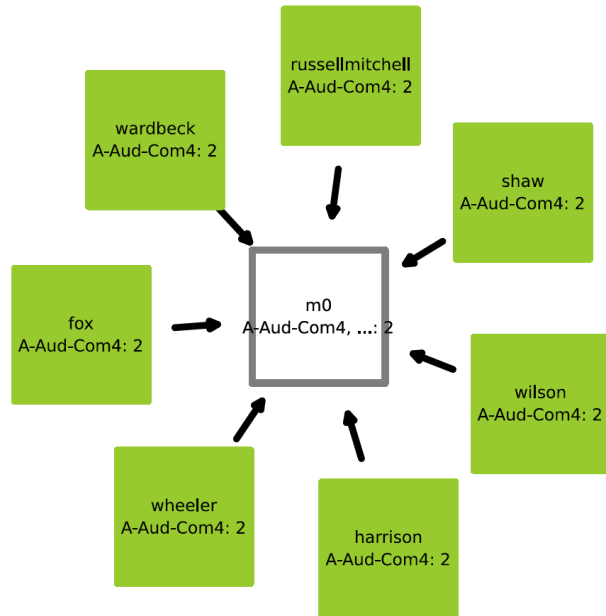 russellmitchell
A-Aud-Com4: 2
wardbeck
A-Aud-Com4: 2
shaw
A-Aud-Com4: 2
m0
A-Aud-Com4, ...: 2
fox
A-Aud-Com4: 2
wilson
A-Aud-Com4: 2
wheeler
A-Aud-Com4: 2
harrison
A-Aud-Com4: 2